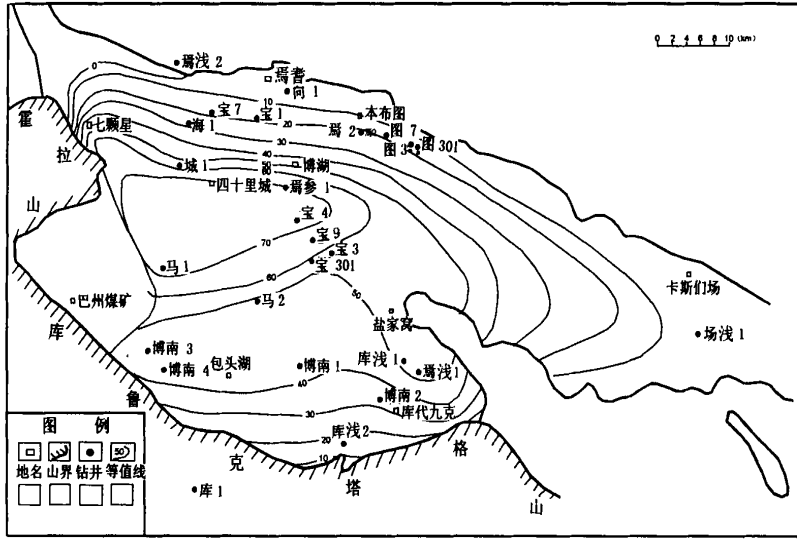 0 2 4 6 8 10 (km)
焉浅 2
焉耆
向 1
0
10
本布图
宝 7
宝 1
20
七颗星
海 1
焉 2
图 7
图 301
图 3
30
40
50
60
博湖
城 1
四十里城
焉参 1
宝 4
宝 9
宝 3
宝 301
70
马 1
60
马 2
50
卡斯们场
场浅 1
巴州煤矿
盐家窝
库浅 1
焉浅 1
博南 3
博南 4
包头湖
博南 1
40
博南 2
库代九克
30
库浅 2
20
10
库 1
霍拉山
库鲁克塔格山
图 例
50
地名 山界 钻井 等值线